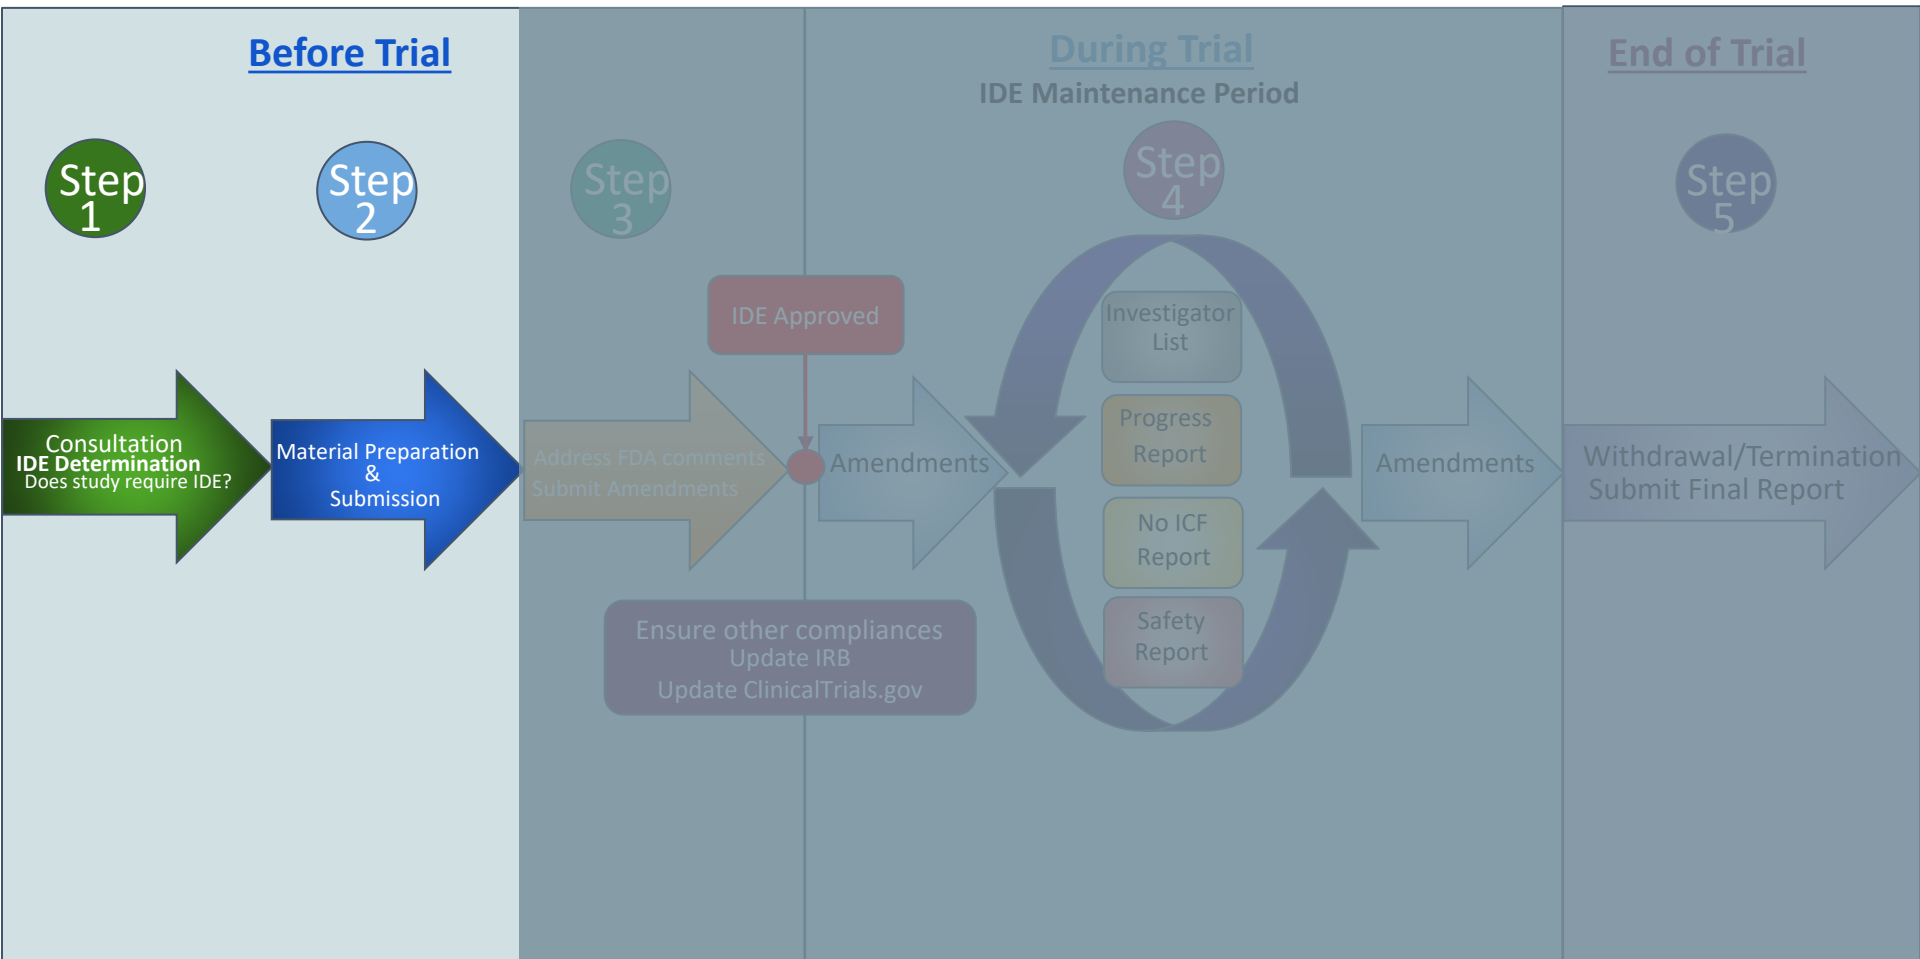 Before Trial
During Trial
IDE Maintenance Period
End of Trial
Step
1
Step
2
Step
3
Step
4
Step
5
IDE Approved
Consultation
IDE Determination
Does study require IDE?
Material Preparation
&
Submission
Address FDA comments
Submit Amendments
Amendments
Investigator
List
Progress
Report
No ICF
Report
Safety
Report
Amendments
Withdrawal/Termination
Submit Final Report
Ensure other compliances
Update IRB
Update ClinicalTrials.gov